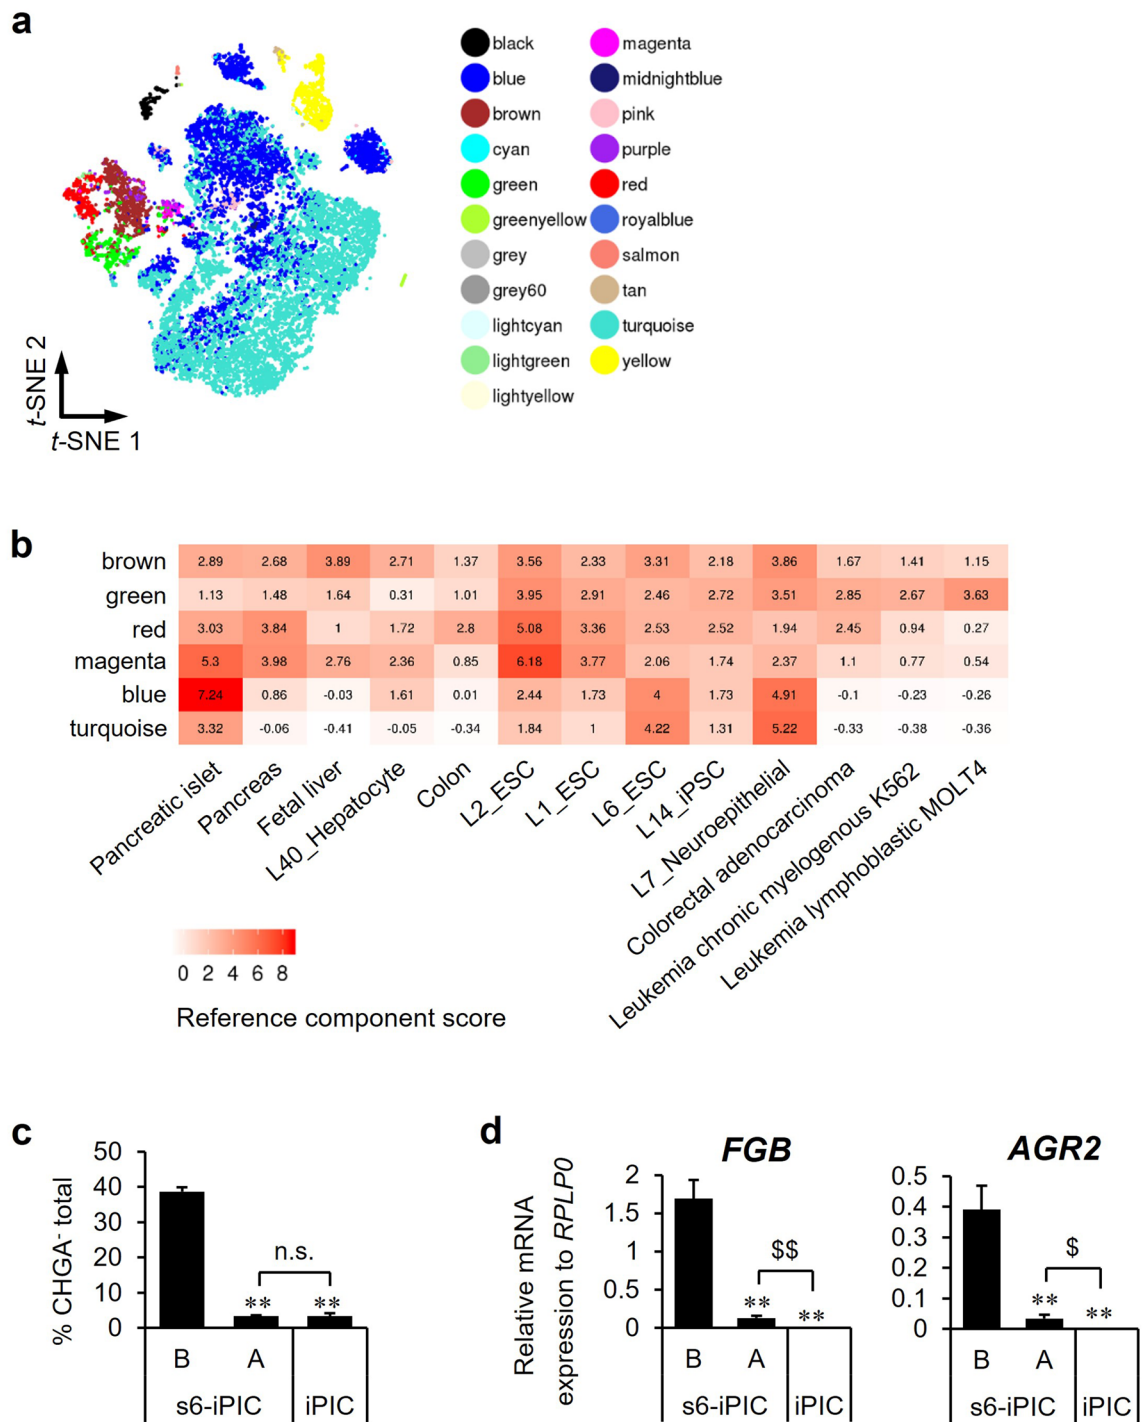 a
black
blue
brown
cyan
green
greenyellow
grey
grey60
lightcyan
lightgreen
lightyellow
magenta
midnightblue
pink
purple
red
royalblue
salmon
tan
turquoise
yellow
t-SNE 2
t-SNE 1
b
brown 2.89 2.68 3.89 2.71 1.37 3.56 2.33 3.31 2.18 3.86 1.67 1.41 1.15
green 1.13 1.48 1.64 0.31 1.01 3.95 2.91 2.46 2.72 3.51 2.85 2.67 3.63
red 3.03 3.84 1 1.72 2.8 5.08 3.36 2.53 2.52 1.94 2.45 0.94 0.27
magenta 5.3 3.98 2.76 2.36 0.85 6.18 3.77 2.06 1.74 2.37 1.1 0.77 0.54
blue 7.24 0.86 -0.03 1.61 0.01 2.44 1.73 4 1.73 4.91 -0.1 -0.23 -0.26
turquoise 3.32 -0.06 -0.41 -0.05 -0.34 1.84 1 4.22 1.31 5.22 -0.33 -0.38 -0.36
Pancreatic islet
Pancreas
Fetal liver
L40_Hepatocyte
Colon
L2_ESC
L1_ESC
L6_ESC
L14_iPSC
L7_Neuroepithelial
Colorectal adenocarcinoma
Leukemia chronic myelogenous K562
Leukemia lymphoblastic MOLT4
0 2 4 6 8
Reference component score
c
% CHGA- total
50
40
30
20
10
0
n.s.
** **
B A
s6-iPIC iPIC
d
Relative mRNA
expression to RPLP0
FGB
2
1.5
1
0.5
0
$$
** **
B A
s6-iPIC iPIC
AGR2
0.5
0.4
0.3
0.2
0.1
0
$
** **
B A
s6-iPIC iPIC